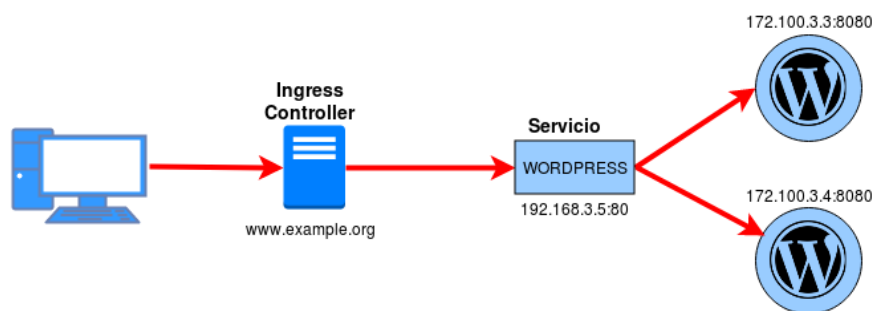 Ingress
Controller
www.example.org
Servicio
WORDPRESS
192.168.3.5:80
172.100.3.3:8080
W
172.100.3.4:8080
W